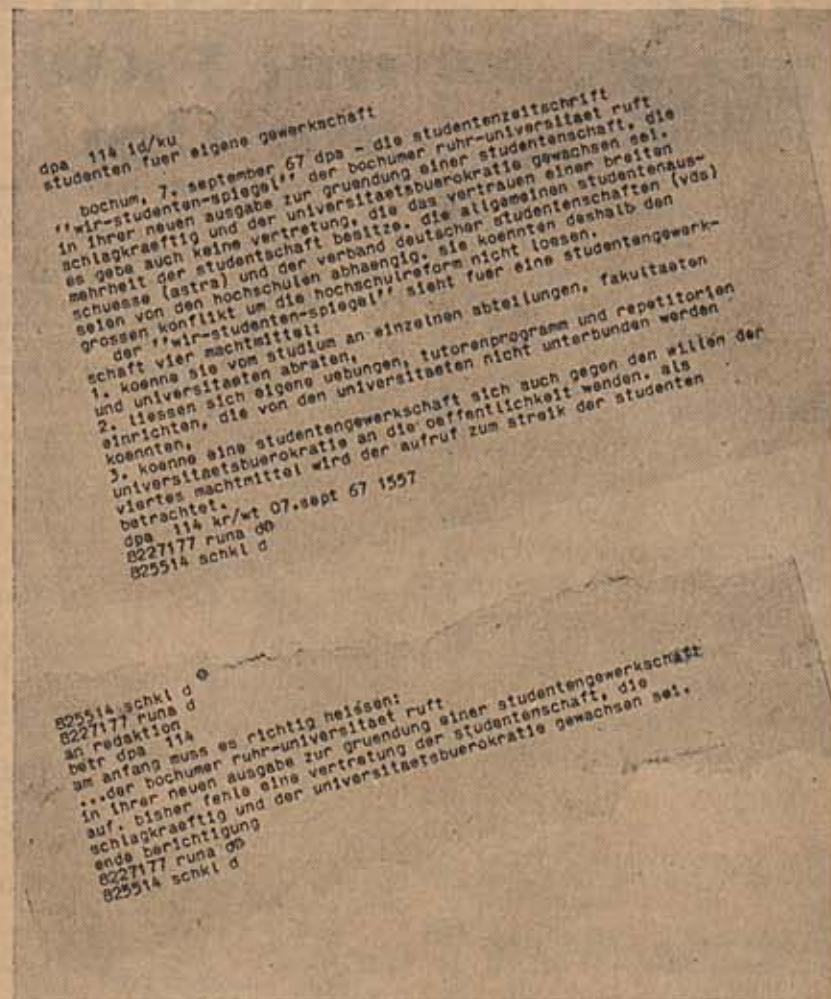 dpa 114 id/ku
studenten fuer eigene gewerkschaft
bochum, 7. september 67 dpa - die studentenzeitschrift
''wir-studenten-spiegel'' der bochumer ruhr-universitaet ruft
in ihrer neuen ausgabe zur gruendung einer studentenschaft, die
schlagkraeftig und der universitaetsbuerokratie gewachsen sei.
es gebe auch keine vertretung, die das vertrauen einer breiten
mehrheit der studentschaft besitze. die allgemeinen studentenaus-
schuesse (astra) und der verband deutscher studentenschaften (vds)
seien von den hochschulen abhaengig. sie koennten deshalb den
grossen konflikt um die hochschulreform nicht loesen.
der ''wir-studenten-spiegel'' sieht fuer eine studentengewerk-
schaft vier machtmittel:
1. koenne sie vom studium an einzelnen abteilungen, fakultaeten
und universitaeten abraten,
2. liessen sich eigene uebungen, tutorenprogramm und repetitorien
einrichten, die von den universitaeten nicht unterbunden werden
koennten,
3. koenne eine studentengewerkschaft sich auch gegen den willen der
universitaetsbuerokratie an die oeffentlichkeit wenden. als
viertes machtmittel wird der aufruf zum streik der studenten
betrachtet.
dpa 114 kr/wt 07.sept 67 1557
8227177 runa d
825514 schkl d
825514 schkl d
8227177 runa d
an redaktion
betr dpa 114
am anfang muss es richtig heissen:
...der bochumer ruhr-universitaet ruft
in ihrer neuen ausgabe zur gruendung einer studentengewerkschaft
auf. bisher fehle eine vertretung der studentenschaft, die
schlagkraeftig und der universitaetsbuerokratie gewachsen sei.
ende berichtigung
8227177 runa d
825514 schkl d